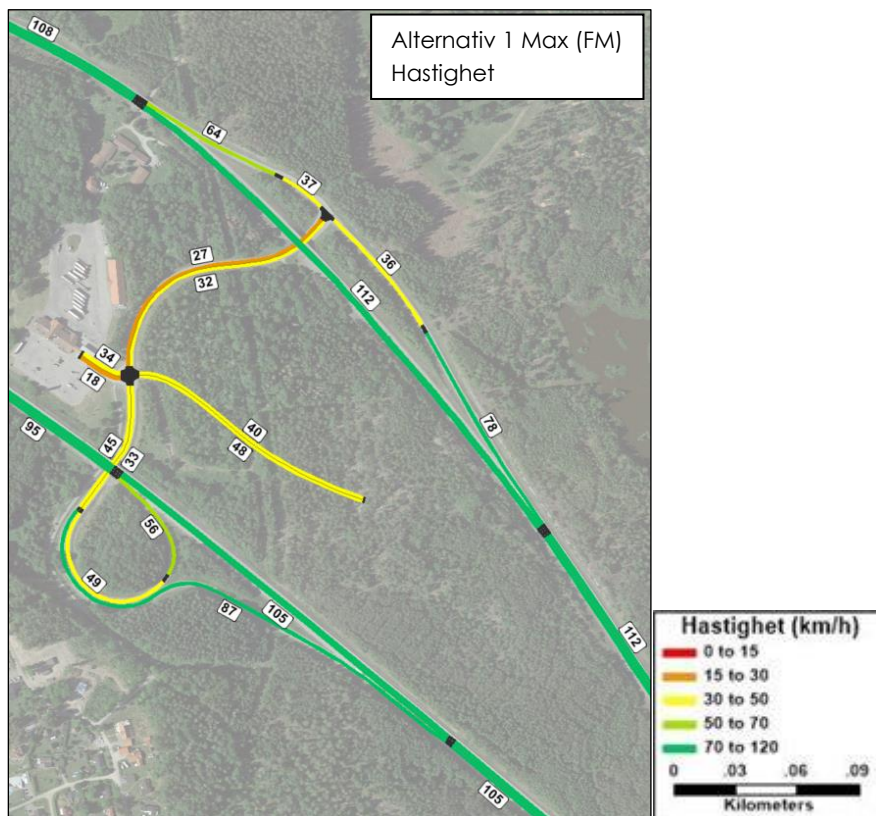 Alternativ 1 Max (FM)
Hastighet
108
64
37
27
32
36
112
34
18
78
40
48
95
45
33
56
49
105
87
112
105
Hastighet (km/h)
0 to 15
15 to 30
30 to 50
50 to 70
70 to 120
0 .03 .06 .09
Kilometers